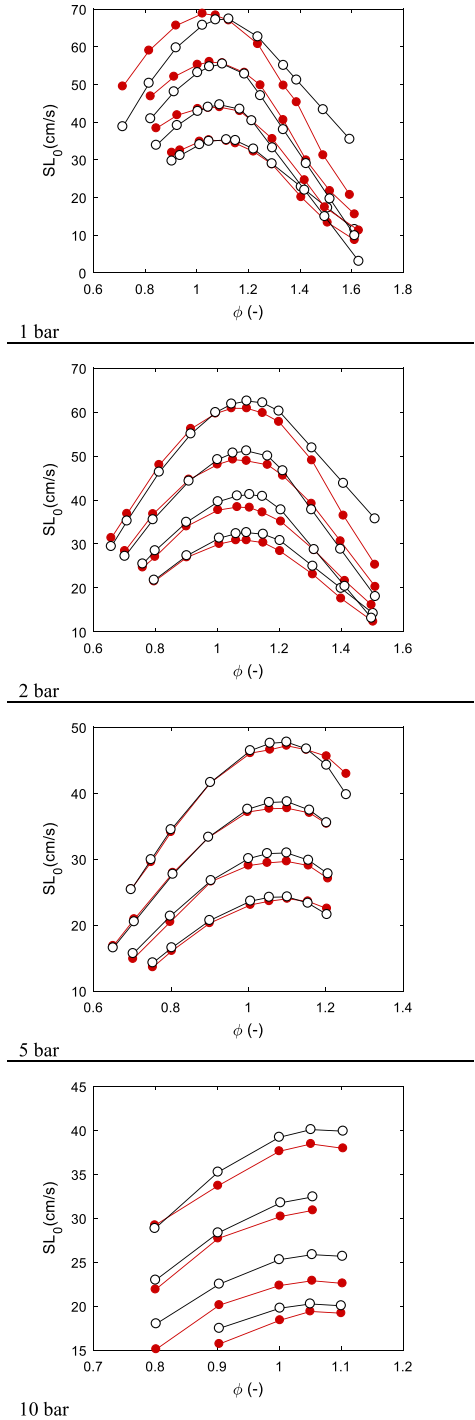 70
60
50
40
30
20
10
0
SL0(cm/s)
0.6 0.8 1 1.2 1.4 1.6 1.8
ϕ (-)
1 bar
70
60
50
40
30
20
10
SL0(cm/s)
0.6 0.8 1 1.2 1.4 1.6
ϕ (-)
2 bar
50
40
30
20
10
SL0(cm/s)
0.6 0.8 1 1.2 1.4
ϕ (-)
5 bar
45
40
35
30
25
20
15
SL0(cm/s)
0.7 0.8 0.9 1 1.1 1.2
ϕ (-)
10 bar